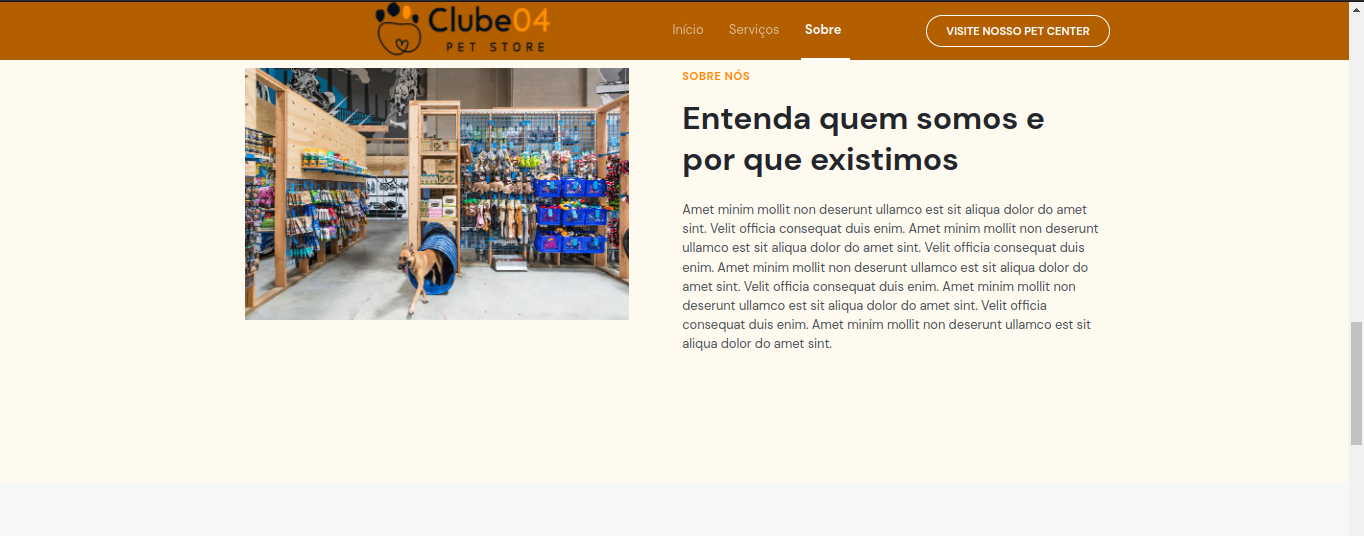 Clube04
PET STORE
Início
Serviços
Sobre
VISITE NOSSO PET CENTER
SOBRE NÓS
Entenda quem somos e
por que existimos
Amet minim mollit non deserunt ullamco est sit aliqua dolor do amet
sint. Velit officia consequat duis enim. Amet minim mollit non deserunt
ullamco est sit aliqua dolor do amet sint. Velit officia consequat duis
enim. Amet minim mollit non deserunt ullamco est sit aliqua dolor do
amet sint. Velit officia consequat duis enim. Amet minim mollit non
deserunt ullamco est sit aliqua dolor do amet sint. Velit officia
consequat duis enim. Amet minim mollit non deserunt ullamco est sit
aliqua dolor do amet sint.